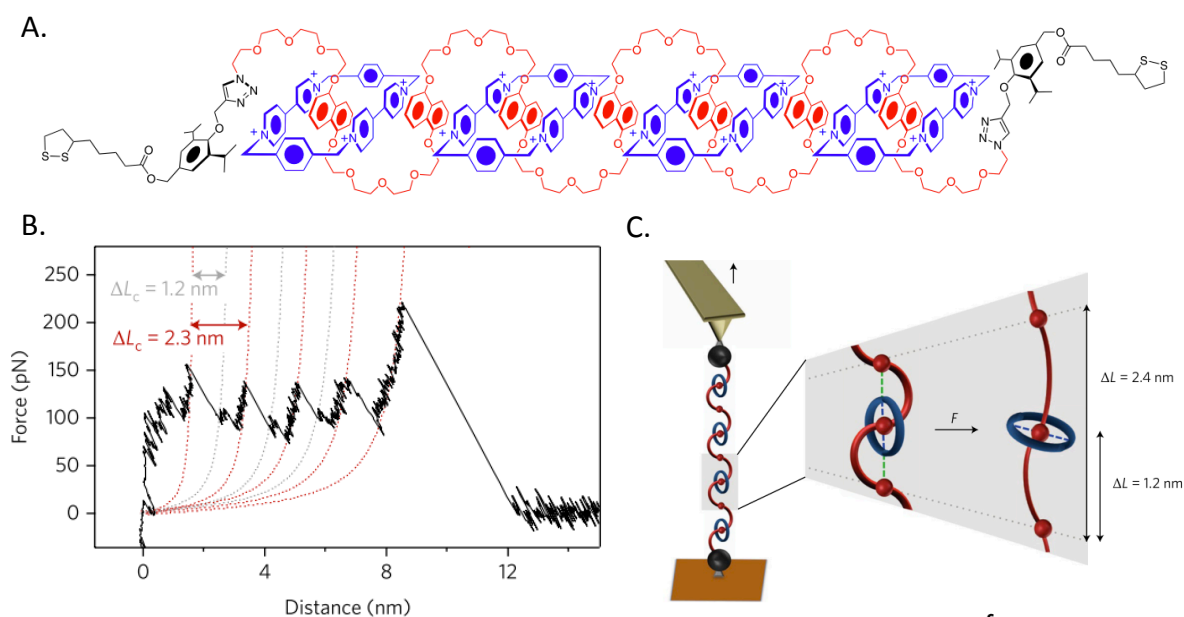 A.
O O O O O O O O O O O O
O O S S
N N N O
+ + + + + + + +
N N N N N N N N
O O O O
S S O O
N N N
O O O O O O O O O O O O
B.
250
200
150
100
50
0
Force (pN)
ΔLc = 1.2 nm
ΔLc = 2.3 nm
0 4 8 12
Distance (nm)
C.
F
ΔL = 2.4 nm
ΔL = 1.2 nm